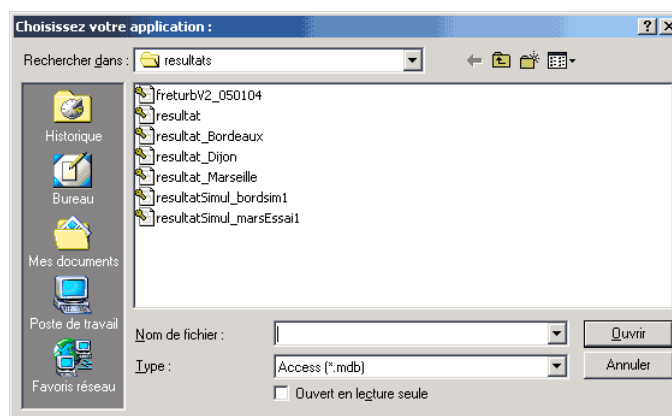 Choisissez votre application :
Rechercher dans : resultats
Historique
Bureau
Mes documents
Poste de travail
Favoris réseau
freturbV2_050104
resultat
resultat_Bordeaux
resultat_Dijon
resultat_Marseille
resultatSimul_bordsim1
resultatSimul_marsEssai1
Nom de fichier :
Ouvrir
Type : Access (*.mdb)
Annuler
Ouvert en lecture seule